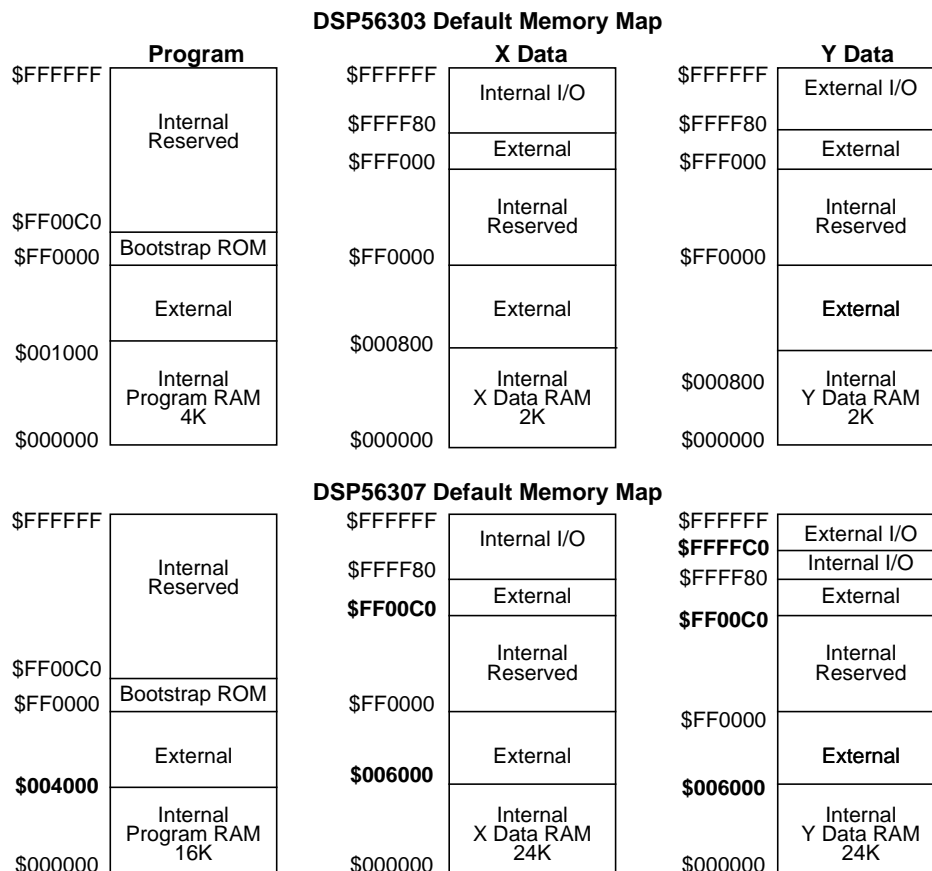 DSP56303 Default Memory Map
Program
$FFFFFF
Internal
Reserved
$FF00C0
Bootstrap ROM
$FF0000
External
$001000
Internal
Program RAM
4K
$000000
X Data
$FFFFFF
Internal I/O
$FFFF80
External
$FFF000
Internal
Reserved
$FF0000
External
$000800
Internal
X Data RAM
2K
$000000
Y Data
$FFFFFF
External I/O
$FFFF80
External
$FFF000
Internal
Reserved
$FF0000
External
$000800
Internal
Y Data RAM
2K
$000000
DSP56307 Default Memory Map
$FFFFFF
Internal
Reserved
$FF00C0
Bootstrap ROM
$FF0000
External
$004000
Internal
Program RAM
16K
$000000
$FFFFFF
Internal I/O
$FFFF80
External
$FF00C0
Internal
Reserved
$FF0000
External
$006000
Internal
X Data RAM
24K
$000000
$FFFFFF
External I/O
$FFFFC0
Internal I/O
$FFFF80
External
$FF00C0
Internal
Reserved
$FF0000
External
$006000
Internal
Y Data RAM
24K
$000000